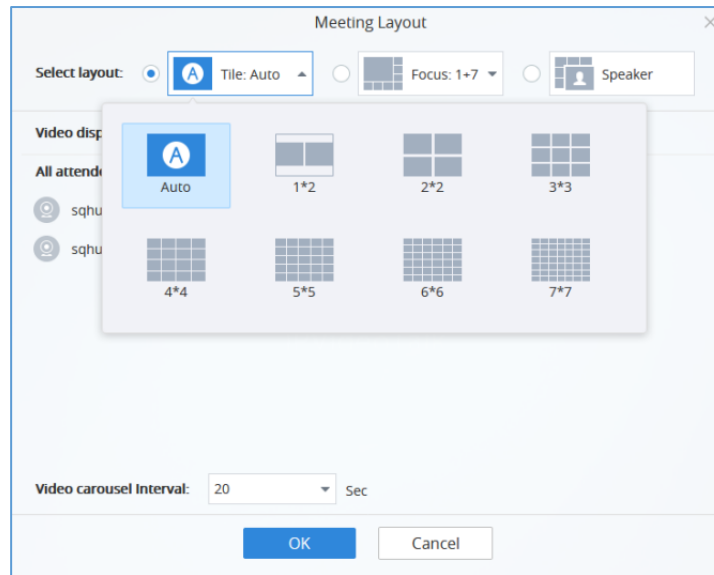 Meeting Layout
Select layout: A Tile: Auto Focus: 1+7 Speaker
Video disp
A
Auto 1*2 2*2 3*3
All attende
sqhu
sqhu
4*4 5*5 6*6 7*7
Video carousel Interval: 20 Sec
OK Cancel